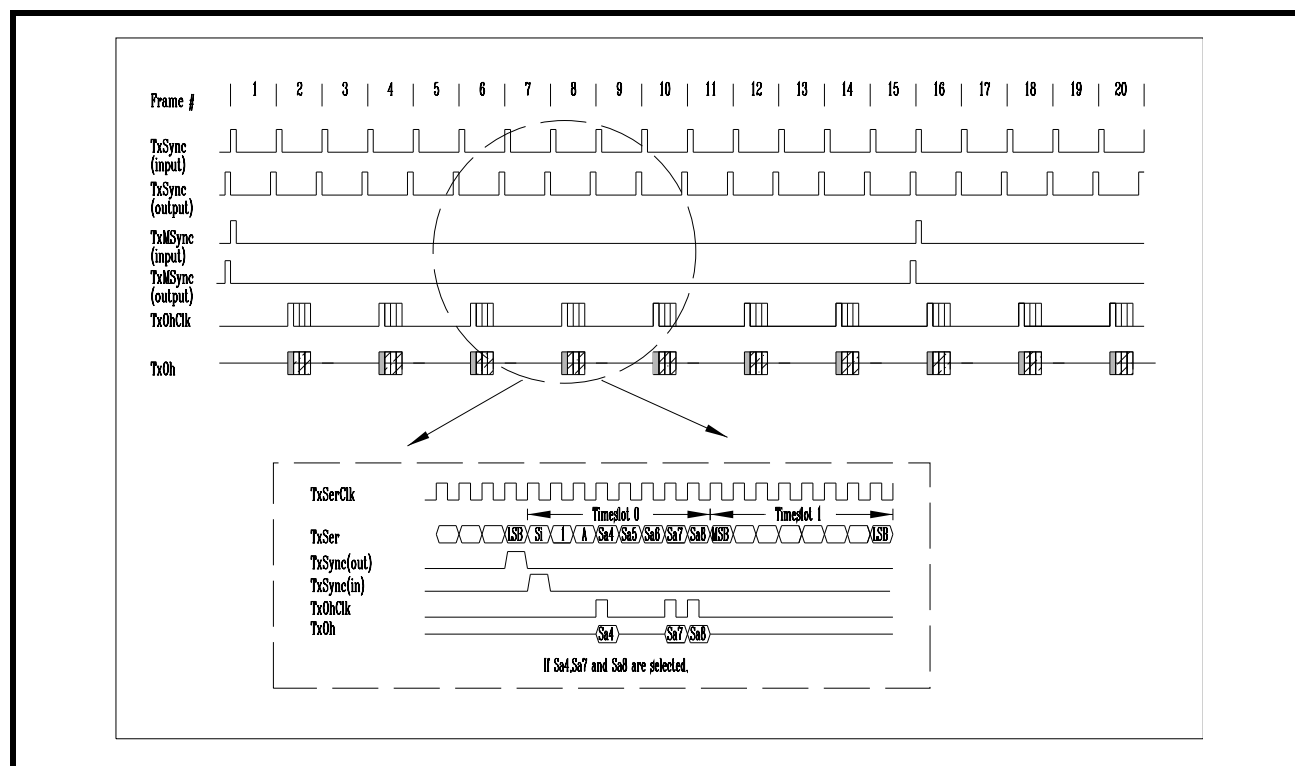 Frame # 1 2 3 4 5 6 7 8 9 10 11 12 13 14 15 16 17 18 19 20
TxSync
(input)
TxSync
(output)
TxMSync
(input)
TxMSync
(output)
TxOhClk
TxOh
TxSerClk
Timeslot 0 Timeslot 1
TxSer LSB Si 1 A Sa4 Sa5 Sa6 Sa7 Sa8 MSB LSB
TxSync(out)
TxSync(in)
TxOhClk
TxOh Sa4 Sa7 Sa8
If Sa4,Sa7 and Sa8 are selected,